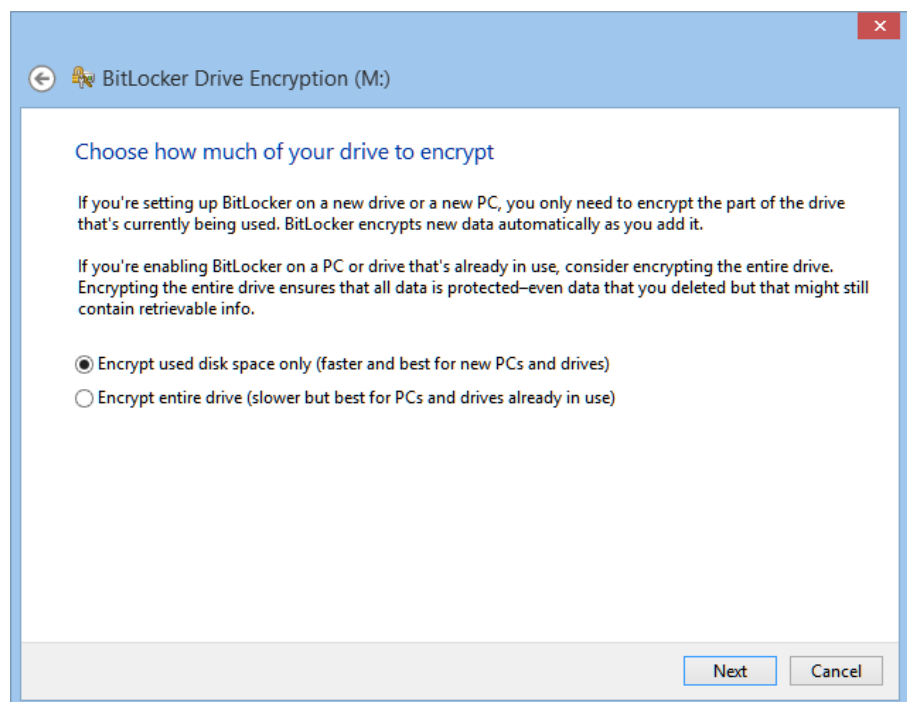 BitLocker Drive Encryption (M:)
Choose how much of your drive to encrypt
If you're setting up BitLocker on a new drive or a new PC, you only need to encrypt the part of the drive
that's currently being used. BitLocker encrypts new data automatically as you add it.
If you're enabling BitLocker on a PC or drive that's already in use, consider encrypting the entire drive.
Encrypting the entire drive ensures that all data is protected–even data that you deleted but that might still
contain retrievable info.
Encrypt used disk space only (faster and best for new PCs and drives)
Encrypt entire drive (slower but best for PCs and drives already in use)
Next Cancel